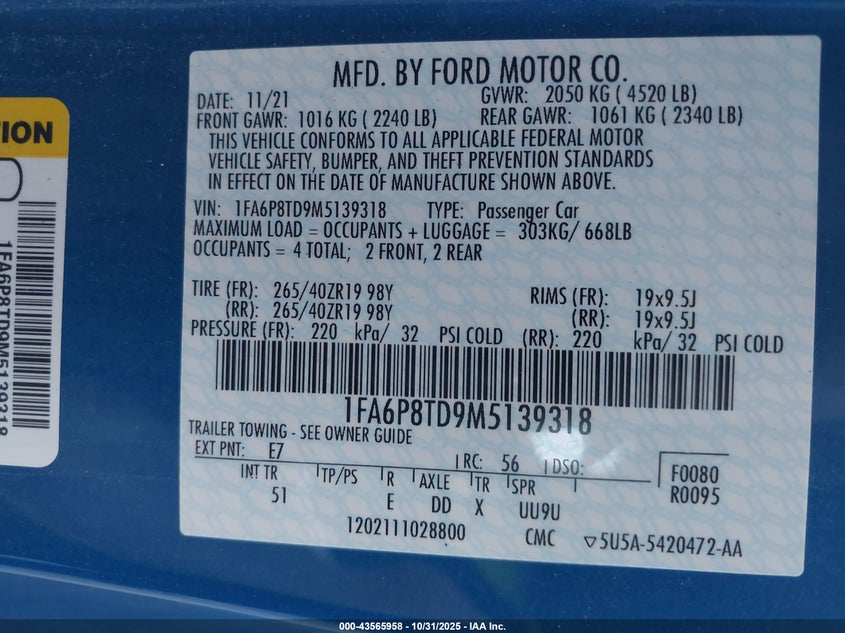 MFD. BY FORD MOTOR CO.
DATE: 11/21 GVWR: 2050 KG ( 4520 LB)
FRONT GAWR: 1016 KG ( 2240 LB) REAR GAWR: 1061 KG ( 2340 LB)
THIS VEHICLE CONFORMS TO ALL APPLICABLE FEDERAL MOTOR
VEHICLE SAFETY, BUMPER, AND THEFT PREVENTION STANDARDS
IN EFFECT ON THE DATE OF MANUFACTURE SHOWN ABOVE.
VIN: 1FA6P8TD9M5139318 TYPE: Passenger Car
MAXIMUM LOAD = OCCUPANTS + LUGGAGE = 303KG/ 668LB
OCCUPANTS = 4 TOTAL; 2 FRONT, 2 REAR
TIRE (FR): 265/40ZR19 98Y RIMS (FR): 19x9.5J
(RR): 265/40ZR19 98Y (RR): 19x9.5J
PRESSURE (FR): 220 kPa/ 32 PSI COLD (RR): 220 kPa/ 32 PSI COLD
1FA6P8TD9M5139318
TRAILER TOWING - SEE OWNER GUIDE
EXT PNT: E7 RC: 56 DSO: F0080
INT TR TP/PS R AXLE TR SPR R0095
51 E DD X UU9U
1202111028800 CMC ▽5U5A-5420472-AA
TION
1FA6P8TD9M5139318
000-43565958 - 10/31/2025 - IAA Inc.